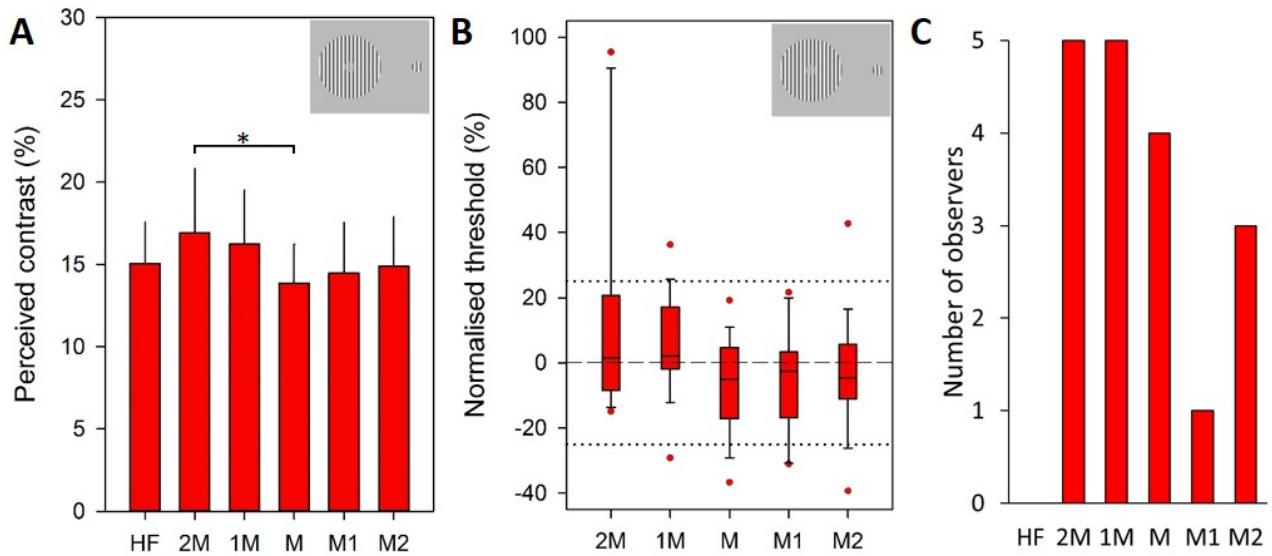 A
Perceived contrast (%)
30
25
20
15
10
5
0
*
HF 2M 1M M M1 M2
B
Normalised threshold (%)
100
80
60
40
20
0
-20
-40
2M 1M M M1 M2
C
Number of observers
5
4
3
2
1
0
HF 2M 1M M M1 M2